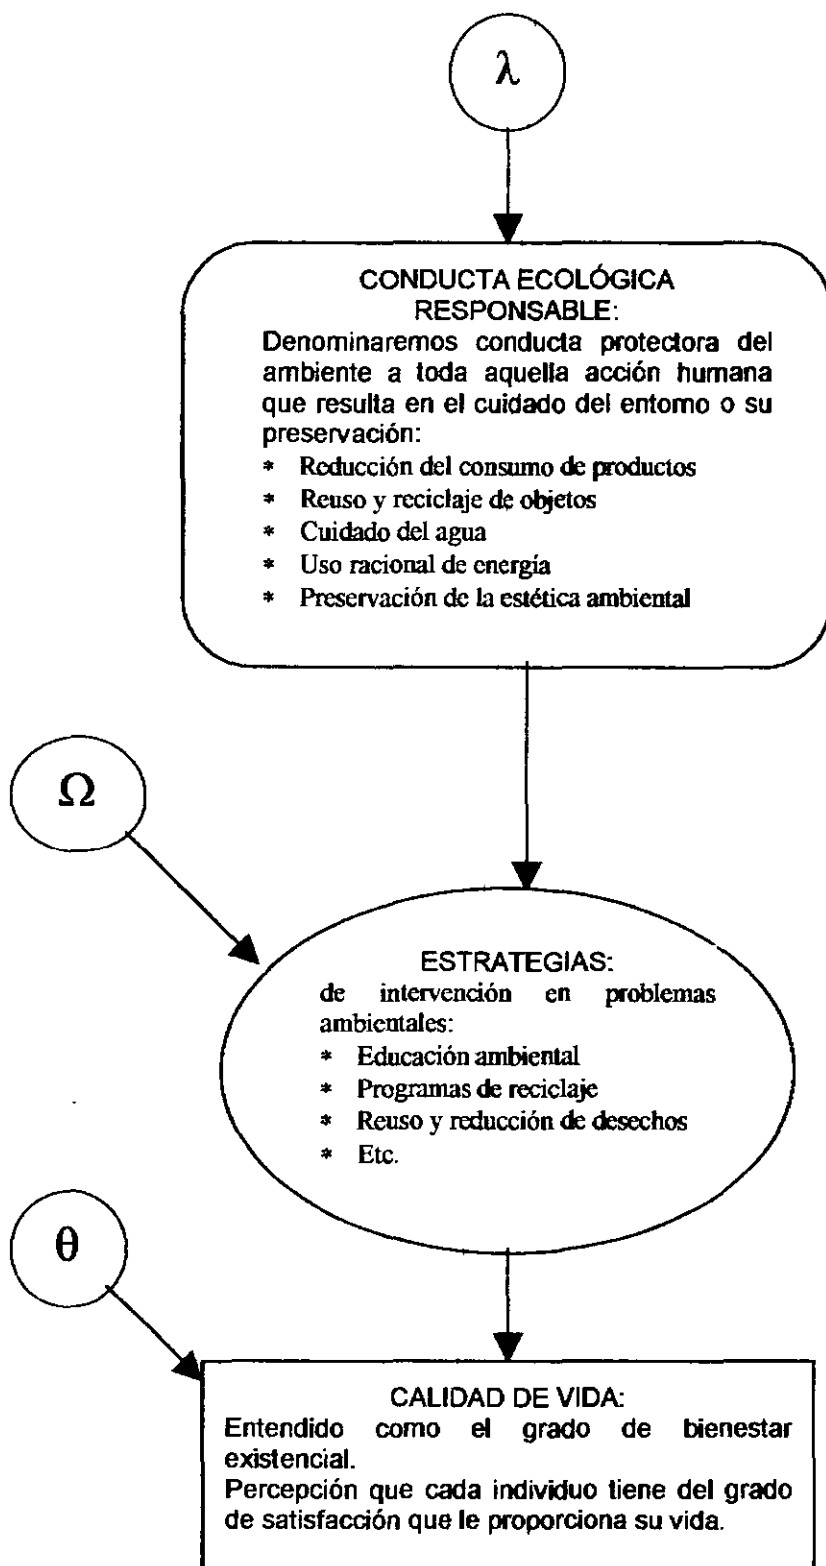 λ
CONDUCTA ECOLÓGICA
RESPONSABLE:
Denominaremos conducta protectora del
ambiente a toda aquella acción humana
que resulta en el cuidado del entorno o su
preservación:
* Reducción del consumo de productos
* Reuso y reciclaje de objetos
* Cuidado del agua
* Uso racional de energía
* Preservación de la estética ambiental
Ω
ESTRATEGIAS:
de intervención en problemas
ambientales:
* Educación ambiental
* Programas de reciclaje
* Reuso y reducción de desechos
* Etc.
θ
CALIDAD DE VIDA:
Entendido como el grado de bienestar
existencial.
Percepción que cada individuo tiene del grado
de satisfacción que le proporciona su vida.